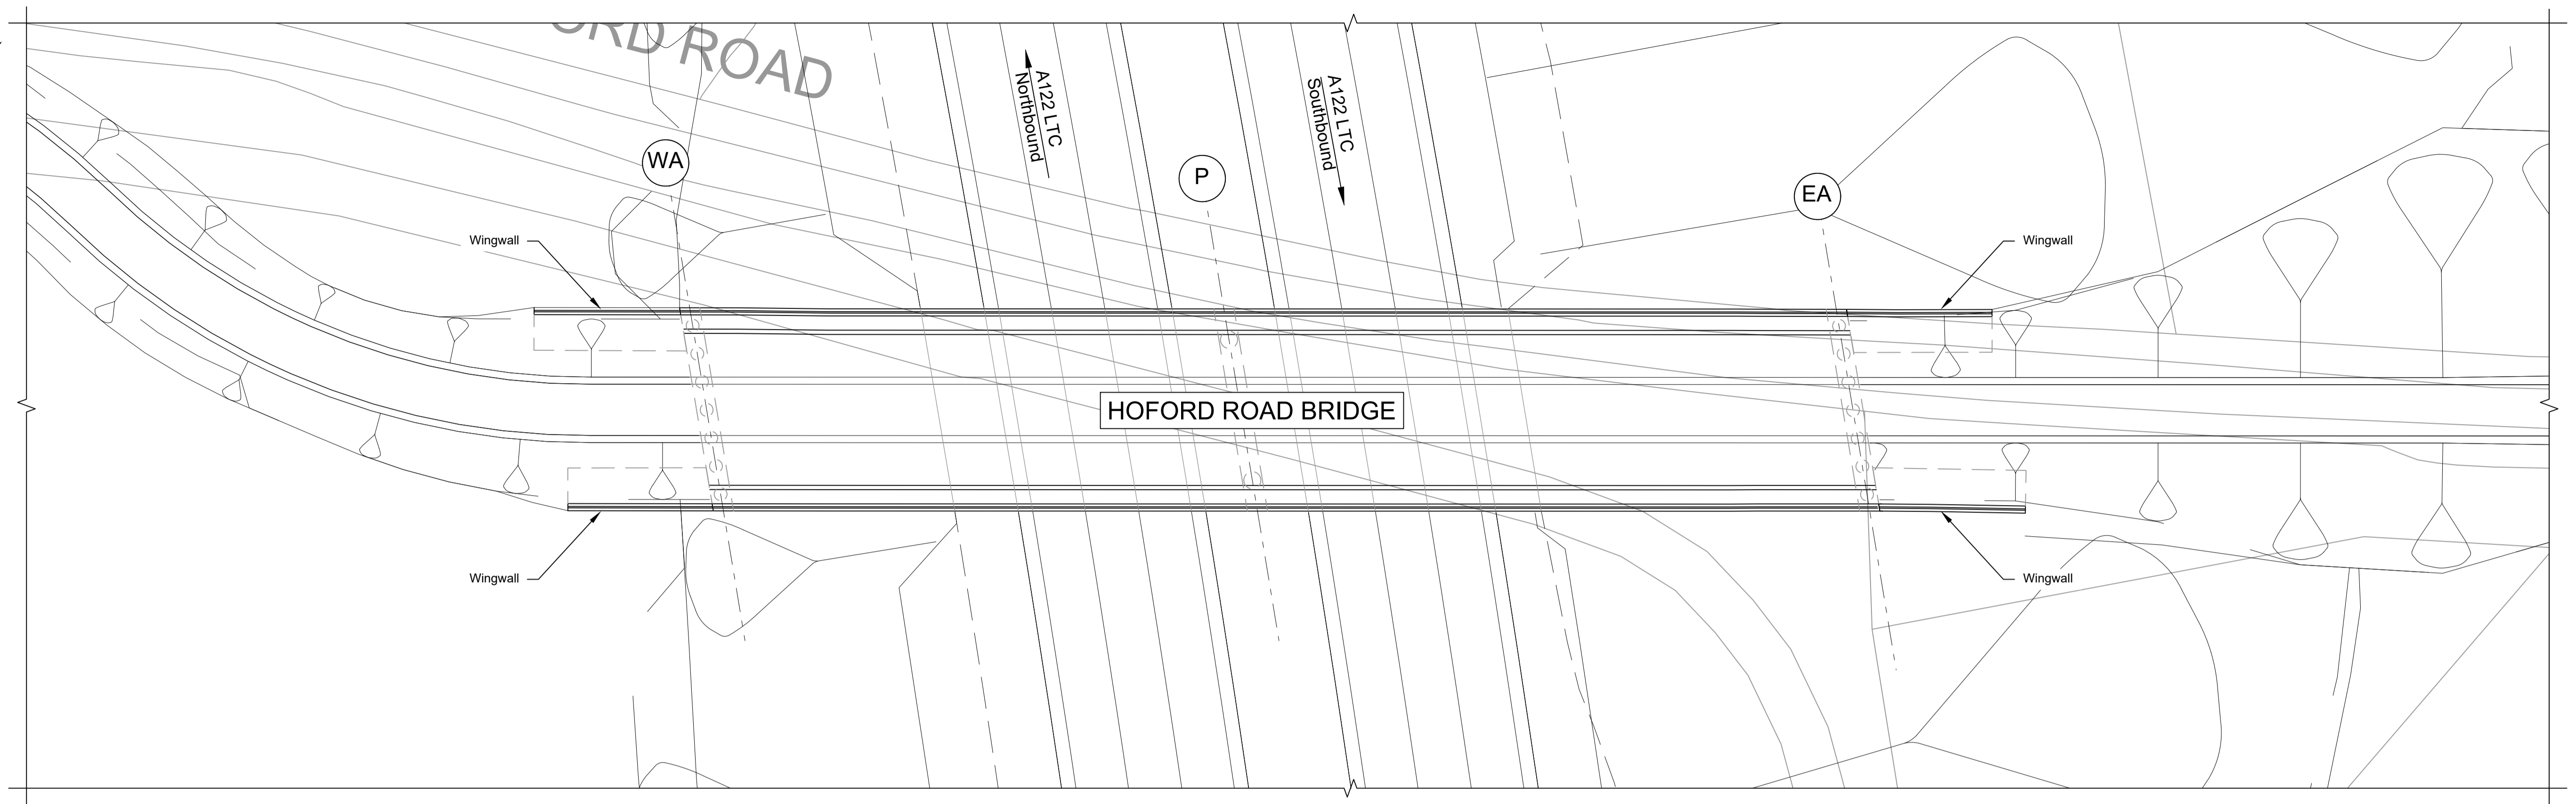 ORD ROAD
A122 LTC
Northbound
A122 LTC
Southbound
WA
P
EA
Wingwall
Wingwall
HOFORD ROAD BRIDGE
Wingwall
Wingwall